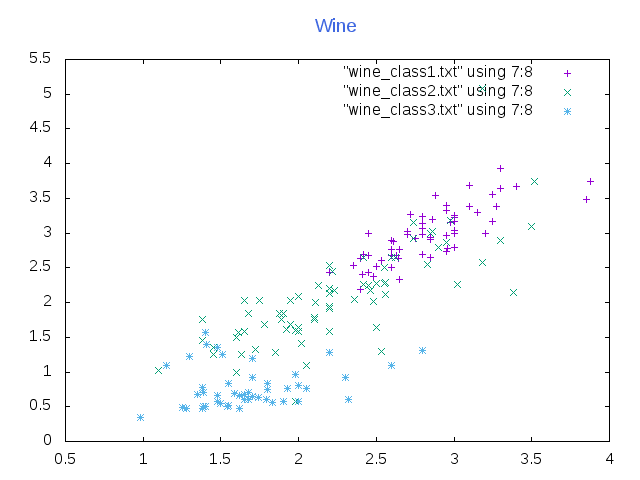 Wine
5.5
5
4.5
4
3.5
3
2.5
2
1.5
1
0.5
0
"wine_class1.txt" using 7:8
"wine_class2.txt" using 7:8
"wine_class3.txt" using 7:8
0.5 1 1.5 2 2.5 3 3.5 4